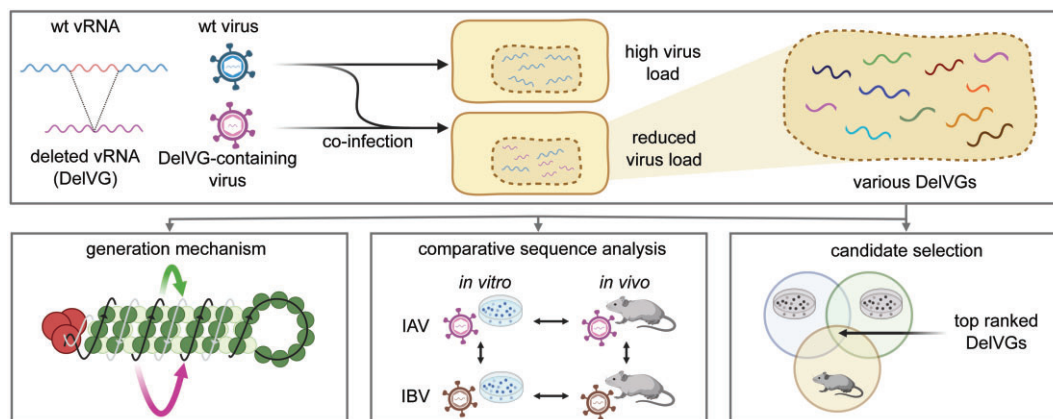 wt vRNA
wt virus
deleted vRNA
(DelVG)
DelVG-containing
virus
co-infection
high virus
load
reduced
virus load
various DelVGs
generation mechanism
comparative sequence analysis
in vitro
in vivo
IAV
IBV
candidate selection
top ranked
DelVGs